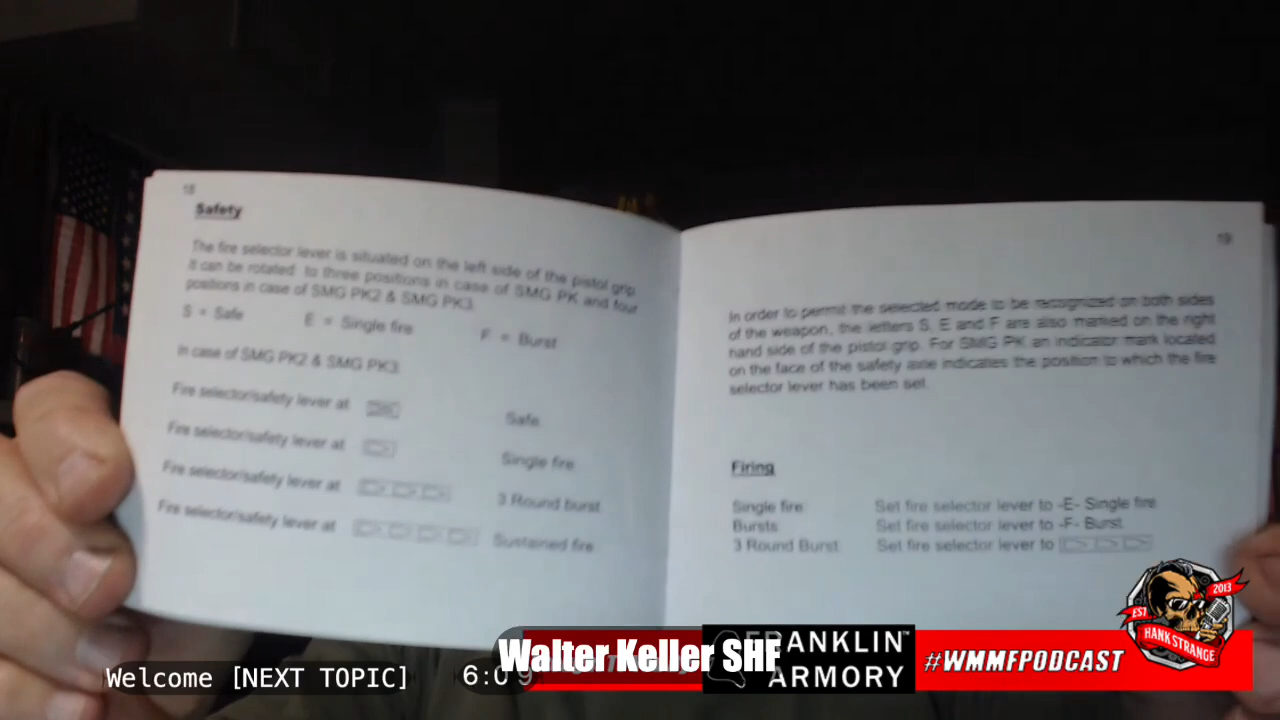 18
Safety
The fire selector lever is situated on the left side of the pistol grip.
It can be rotated to three positions in case of SMG PK and four
positions in case of SMG PK2 & SMG PK3.
S = Safe E = Single fire F = Burst
In case of SMG PK2 & SMG PK3
Fire selector/safety lever at Safe
Fire selector/safety lever at Single fire
Fire selector/safety lever at 3 Round burst
Fire selector/safety lever at Sustained fire
19
In order to permit the selected mode to be recognized on both sides
of the weapon, the letters S, E and F are also marked on the right
hand side of the pistol grip. For SMG PK an indicator mark located
on the face of the safety axle indicates the position to which the fire
selector lever has been set.
Firing
Single fire Set fire selector lever to -E- Single fire
Bursts Set fire selector lever to -F- Burst
3 Round Burst Set fire selector lever to
Welcome [NEXT TOPIC]
6:09
Walter Keller SHF
FRANKLIN™
ARMORY
#WMMFPODCAST
EST 2013
HANK STRANGE